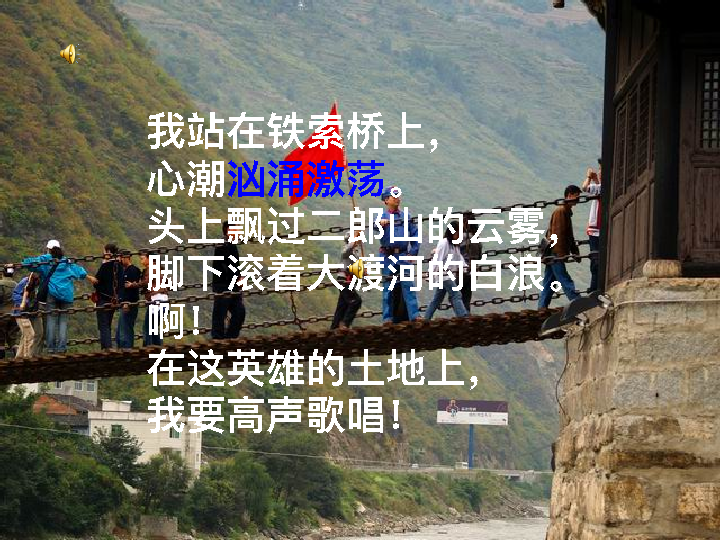 我站在铁索桥上，
心潮汹涌激荡。
头上飘过二郎山的云雾，
脚下滚着大渡河的白浪。
啊！
在这英雄的土地上，
我要高声歌唱！